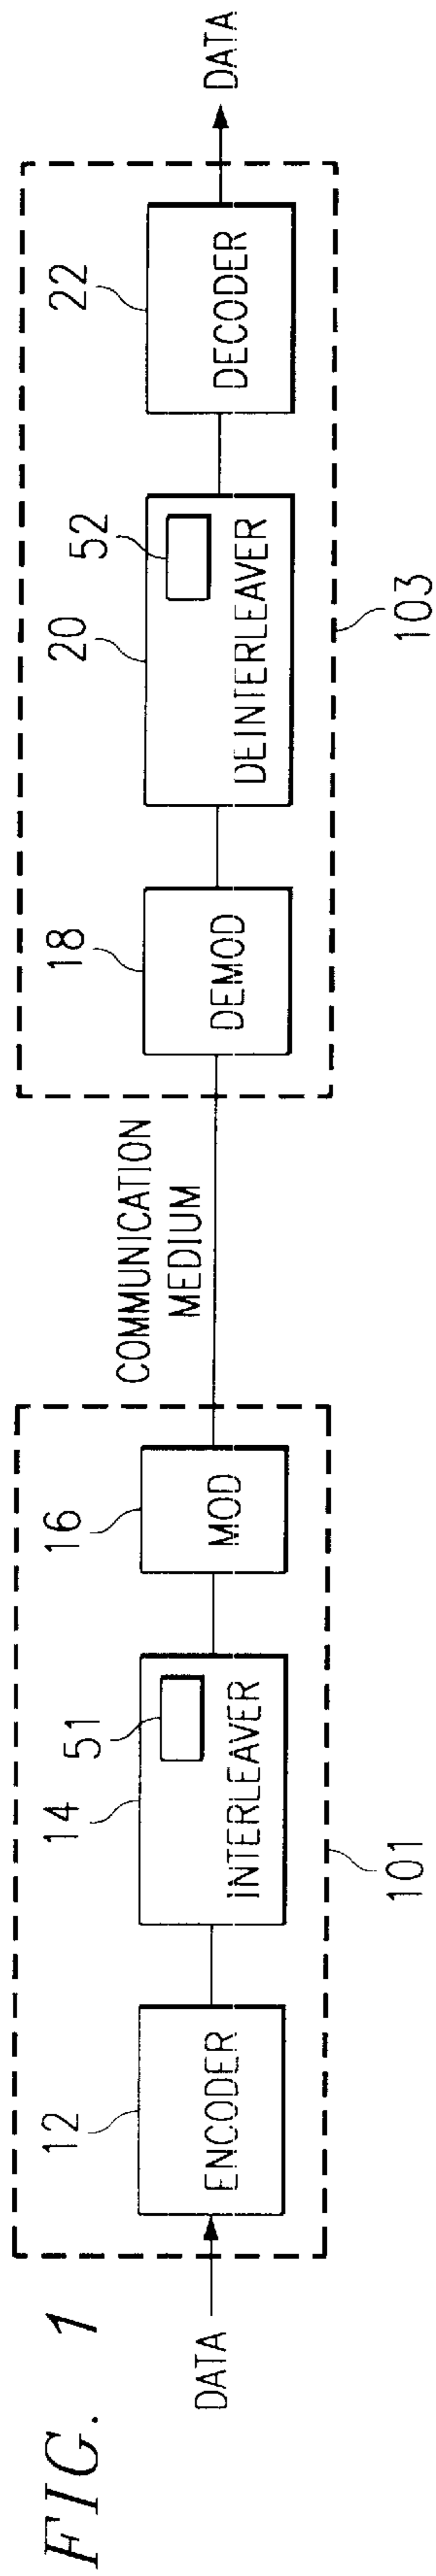 FIG. 1
DATA
12
ENCODER
14
51
INTERLEAVER
16
MOD
101
COMMUNICATION
MEDIUM
18
DEMOD
20
52
DEINTERLEAVER
22
DECODER
103
DATA